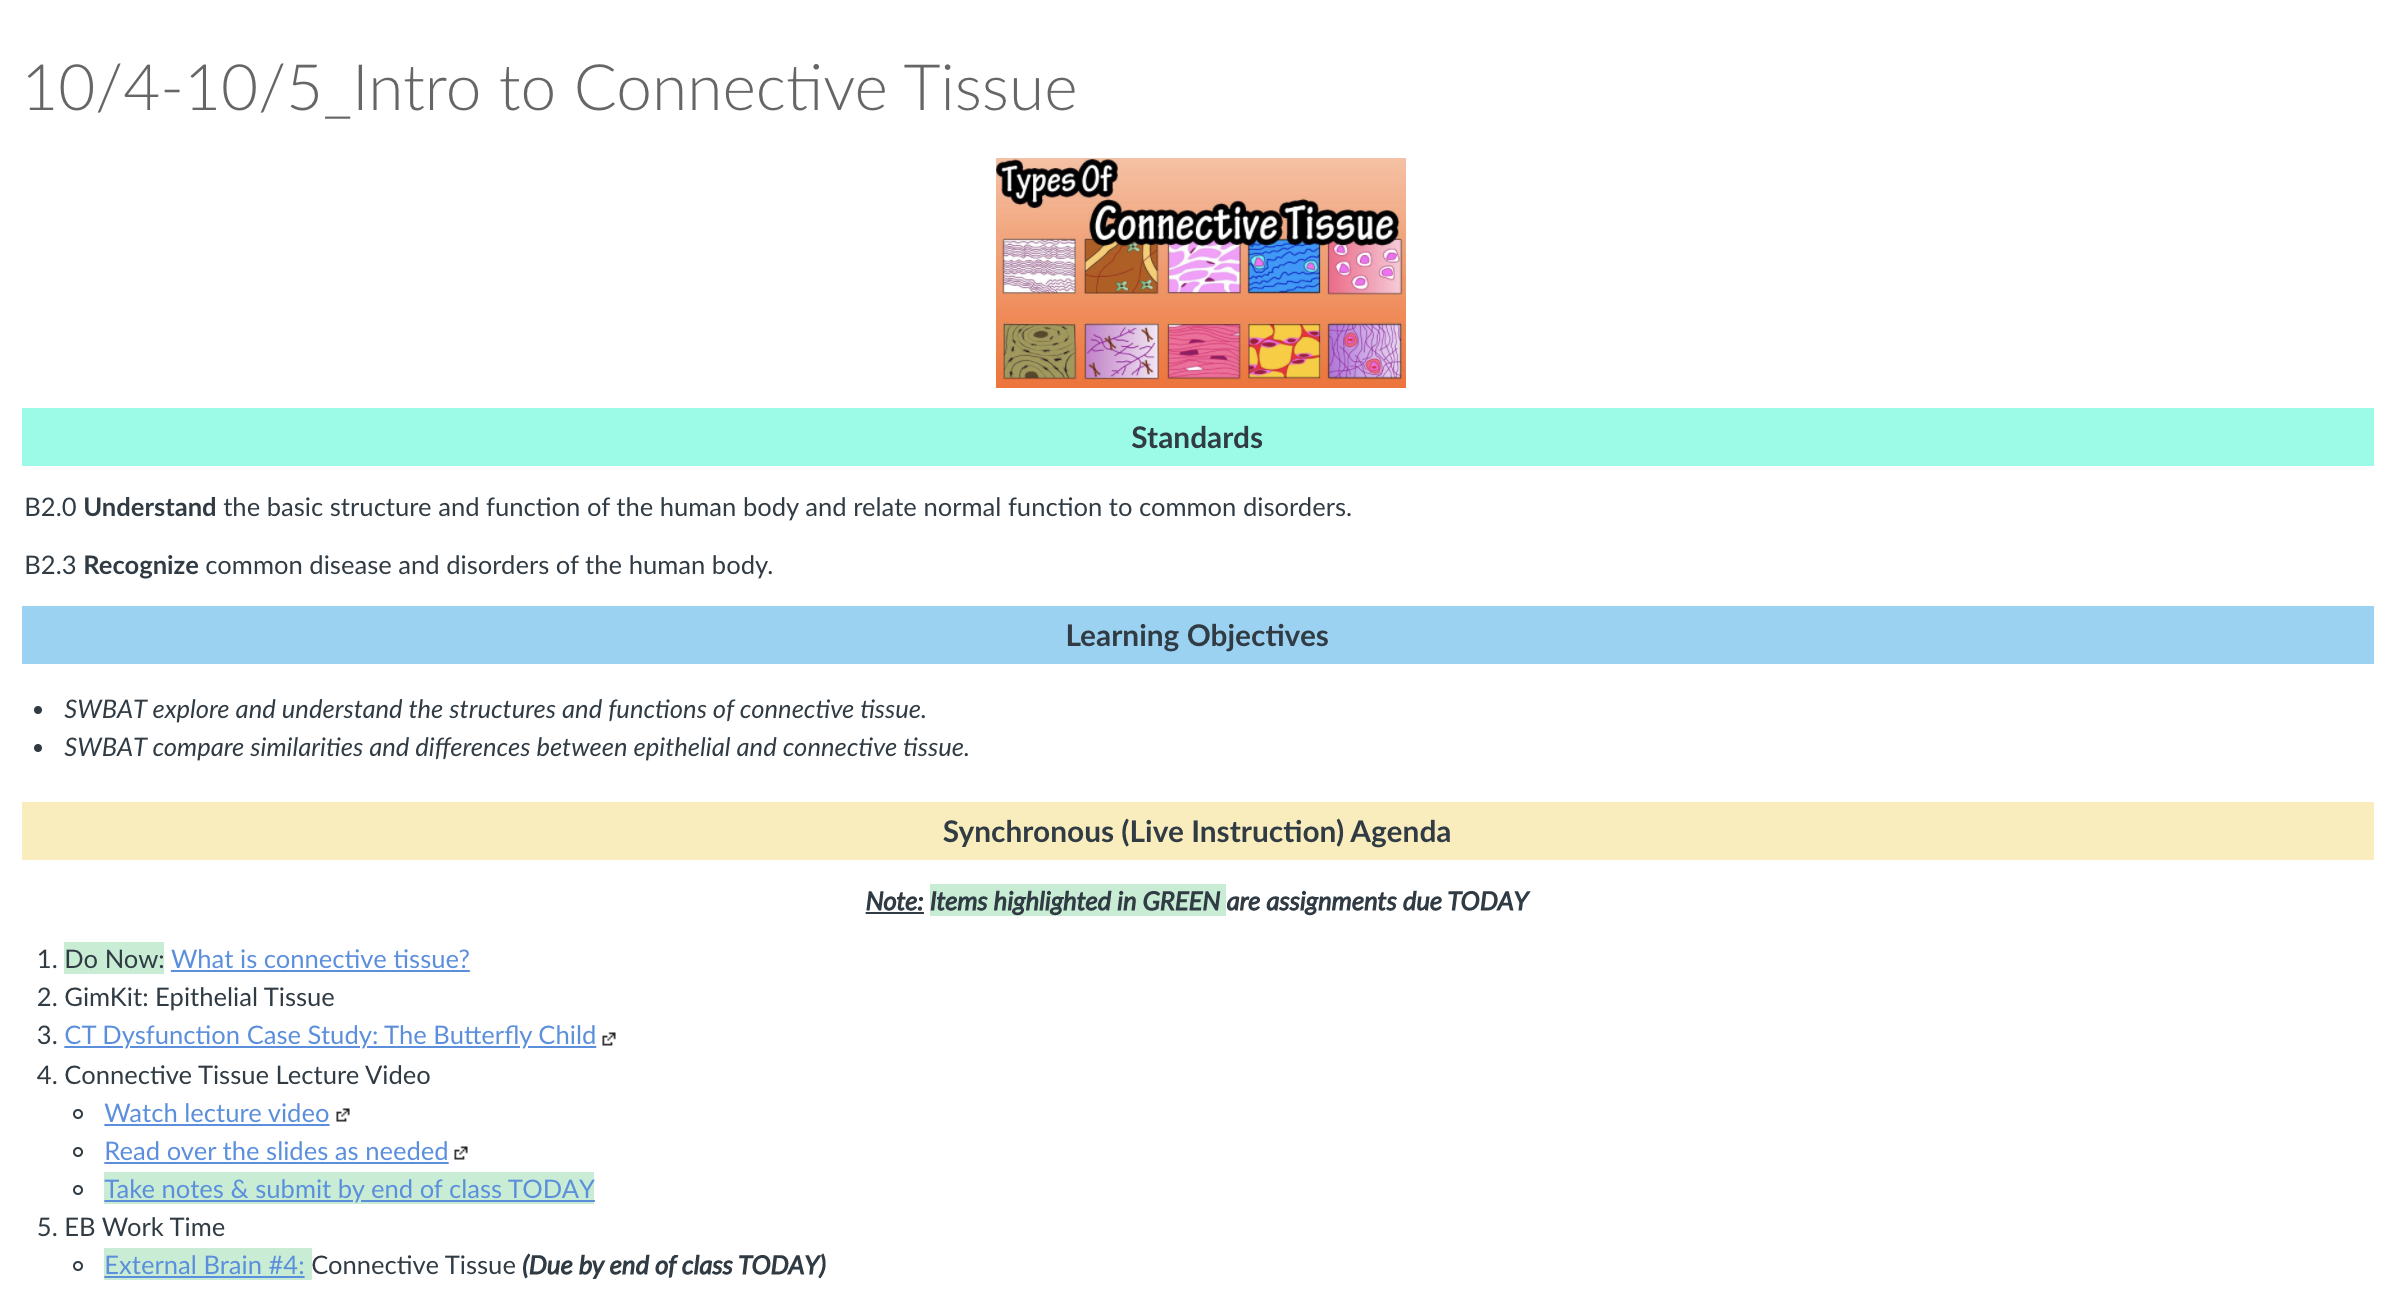 10/4-10/5_Intro to Connective Tissue
Types Of
Connective Tissue
Standards
B2.0 Understand the basic structure and function of the human body and relate normal function to common disorders.
B2.3 Recognize common disease and disorders of the human body.
Learning Objectives
• SWBAT explore and understand the structures and functions of connective tissue.
• SWBAT compare similarities and differences between epithelial and connective tissue.
Synchronous (Live Instruction) Agenda
Note: Items highlighted in GREEN are assignments due TODAY
1. Do Now: What is connective tissue?
2. GimKit: Epithelial Tissue
3. CT Dysfunction Case Study: The Butterfly Child
4. Connective Tissue Lecture Video
Watch lecture video
Read over the slides as needed
Take notes & submit by end of class TODAY
5. EB Work Time
External Brain #4: Connective Tissue (Due by end of class TODAY)